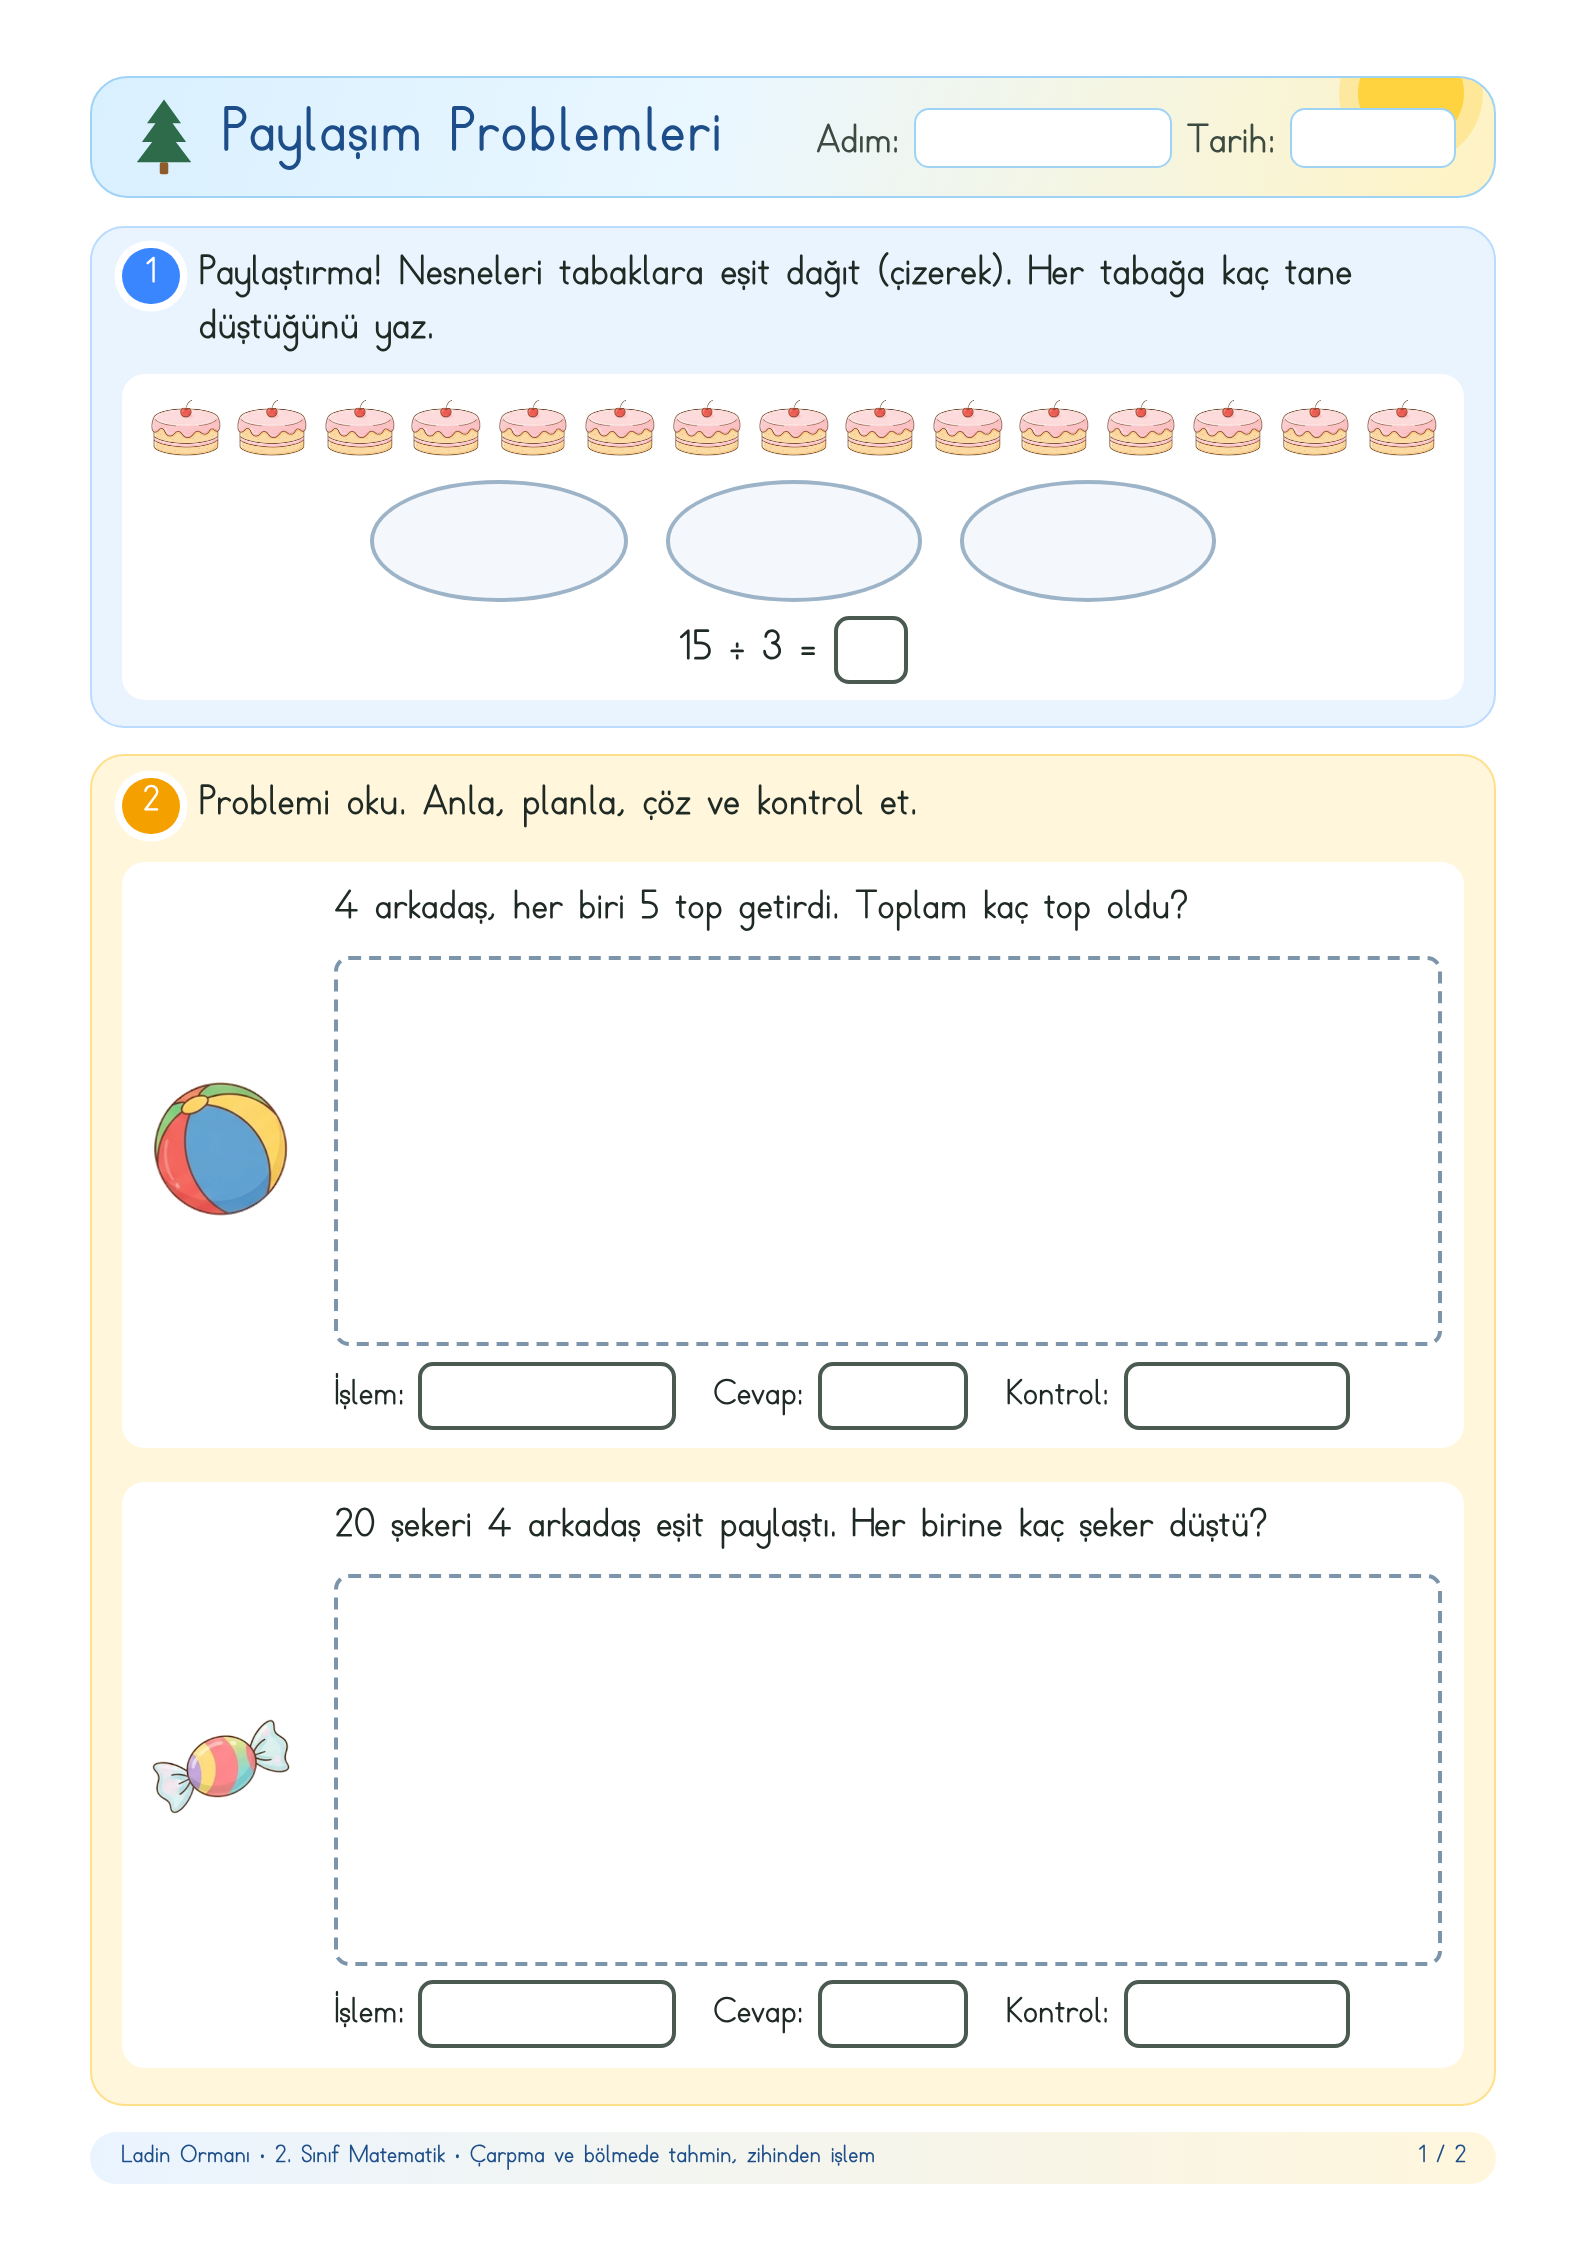 Paylaşım Problemleri
Adım:
Tarih:
1
Paylaştırma! Nesneleri tabaklara eşit dağıt (çizerek). Her tabağa kaç tane
düştüğünü yaz.
15 ÷ 3 =
2
Problemi oku. Anla, planla, çöz ve kontrol et.
4 arkadaş, her biri 5 top getirdi. Toplam kaç top oldu?
İşlem:
Cevap:
Kontrol:
20 şekeri 4 arkadaş eşit paylaştı. Her birine kaç şeker düştü?
İşlem:
Cevap:
Kontrol:
Ladin Ormanı • 2. Sınıf Matematik • Çarpma ve bölmede tahmin, zihinden işlem
1 / 2